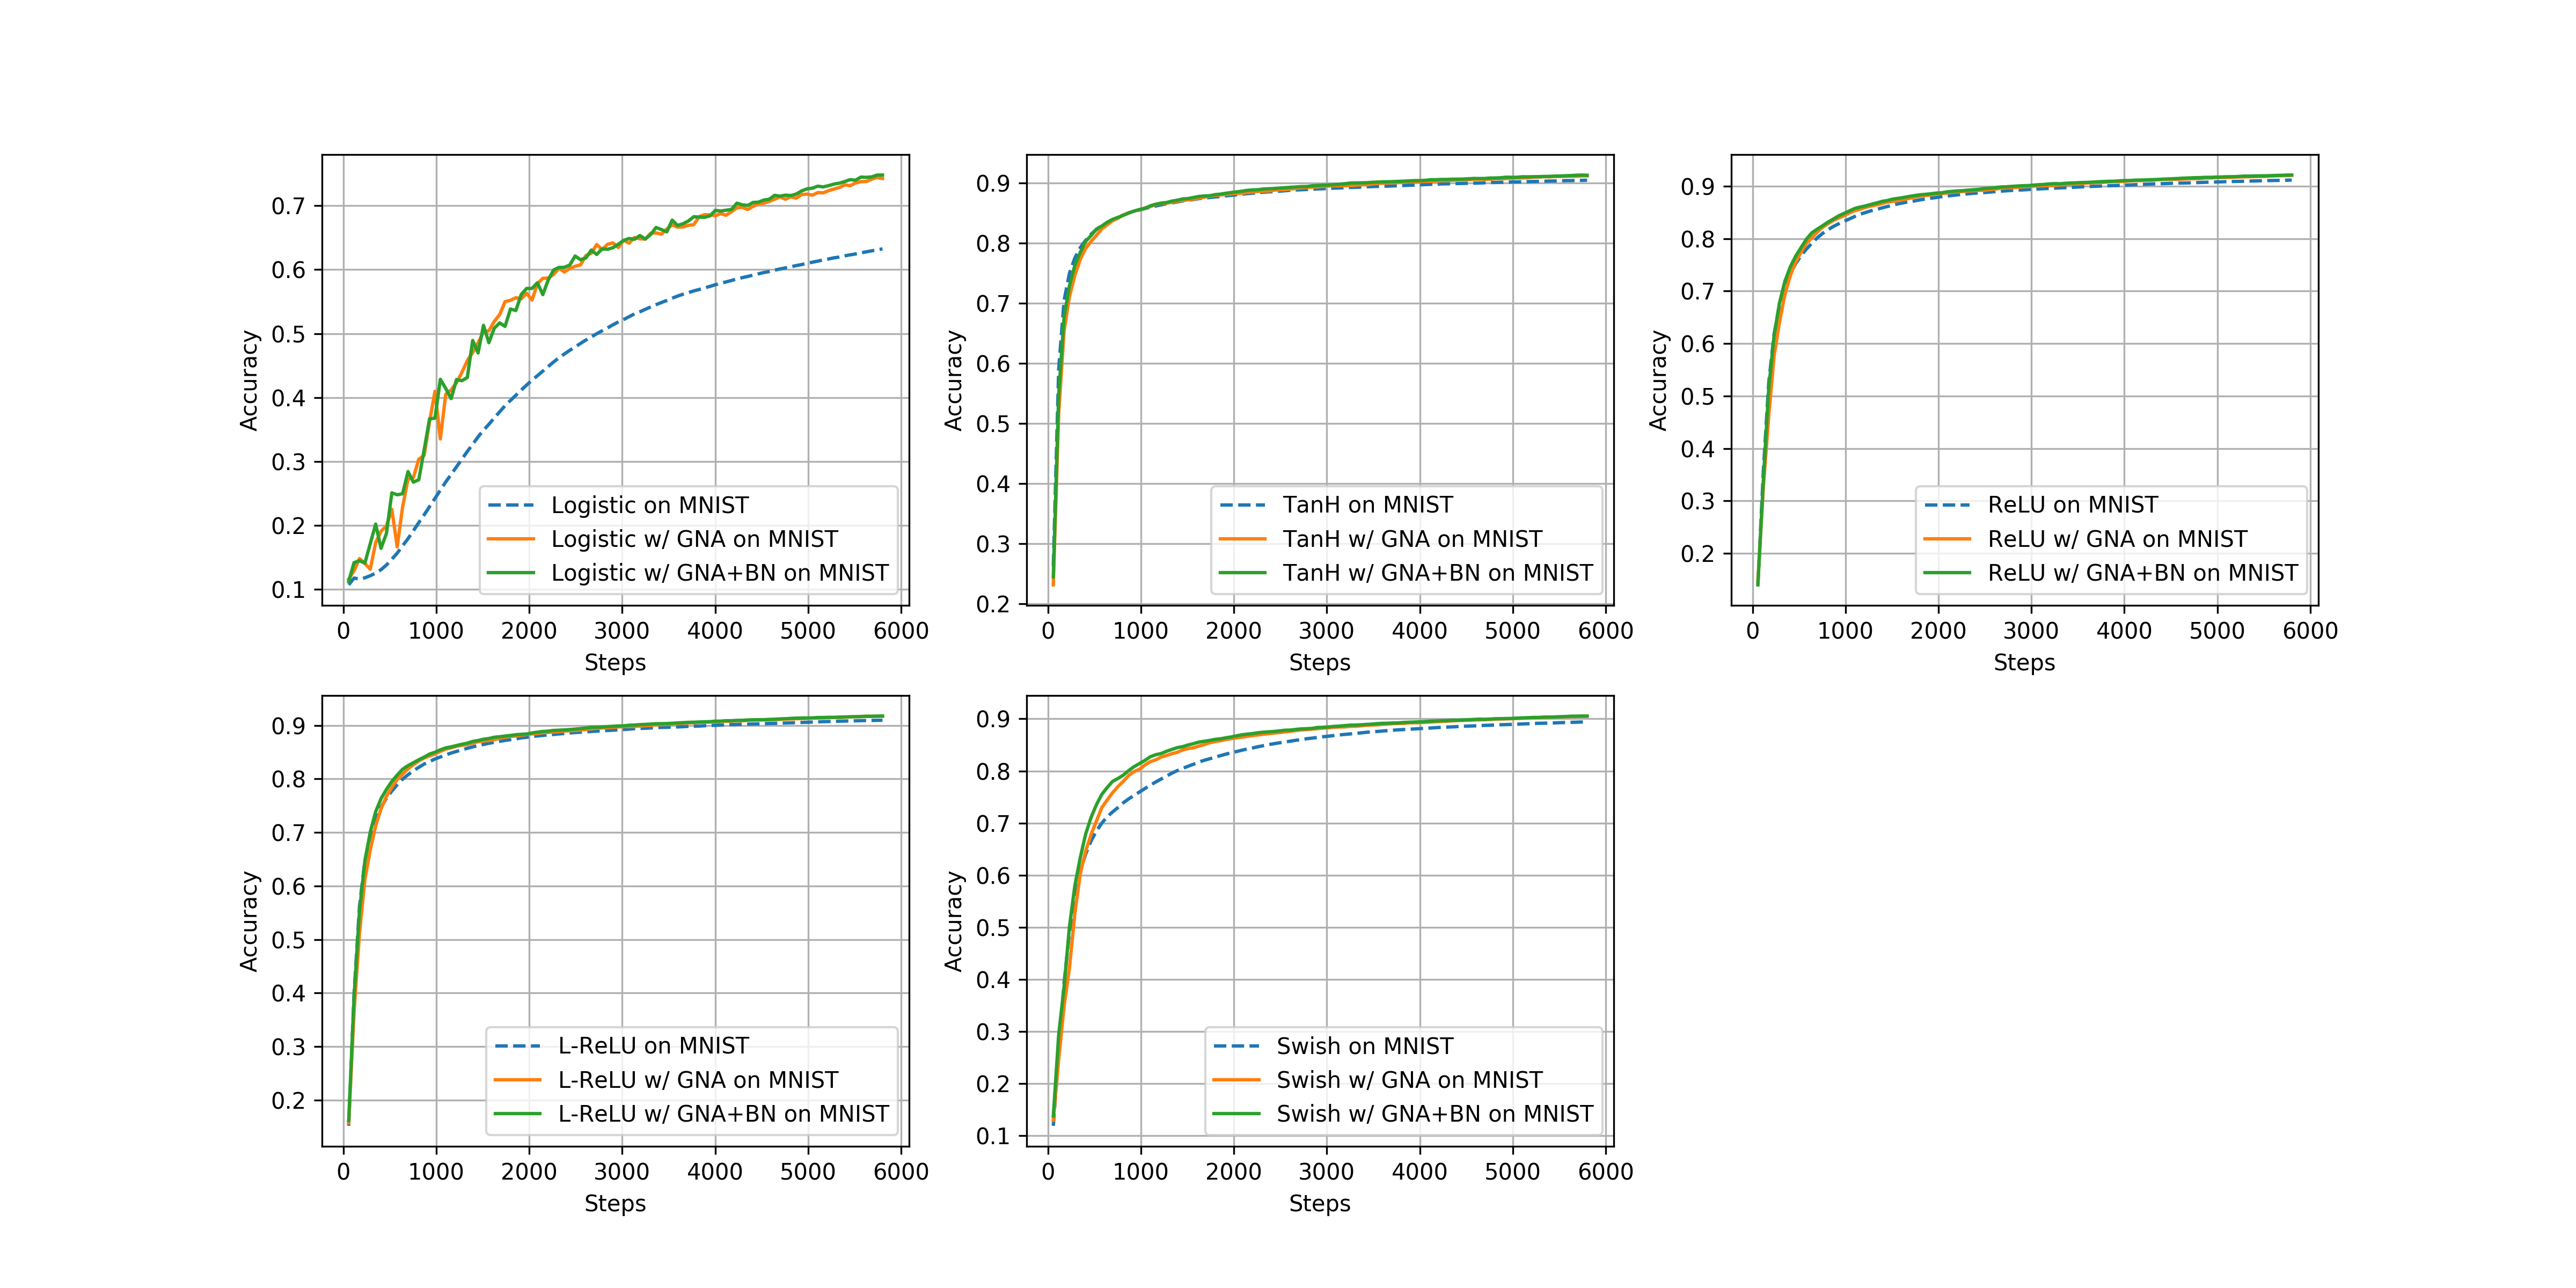 Accuracy
0.7
0.6
0.5
0.4
0.3
0.2
0.1
Logistic on MNIST
Logistic w/ GNA on MNIST
Logistic w/ GNA+BN on MNIST
0 1000 2000 3000 4000 5000 6000
Steps
Accuracy
0.9
0.8
0.7
0.6
0.5
0.4
0.3
0.2
TanH on MNIST
TanH w/ GNA on MNIST
TanH w/ GNA+BN on MNIST
0 1000 2000 3000 4000 5000 6000
Steps
Accuracy
0.9
0.8
0.7
0.6
0.5
0.4
0.3
0.2
ReLU on MNIST
ReLU w/ GNA on MNIST
ReLU w/ GNA+BN on MNIST
0 1000 2000 3000 4000 5000 6000
Steps
Accuracy
0.9
0.8
0.7
0.6
0.5
0.4
0.3
0.2
L-ReLU on MNIST
L-ReLU w/ GNA on MNIST
L-ReLU w/ GNA+BN on MNIST
0 1000 2000 3000 4000 5000 6000
Steps
Accuracy
0.9
0.8
0.7
0.6
0.5
0.4
0.3
0.2
0.1
Swish on MNIST
Swish w/ GNA on MNIST
Swish w/ GNA+BN on MNIST
0 1000 2000 3000 4000 5000 6000
Steps